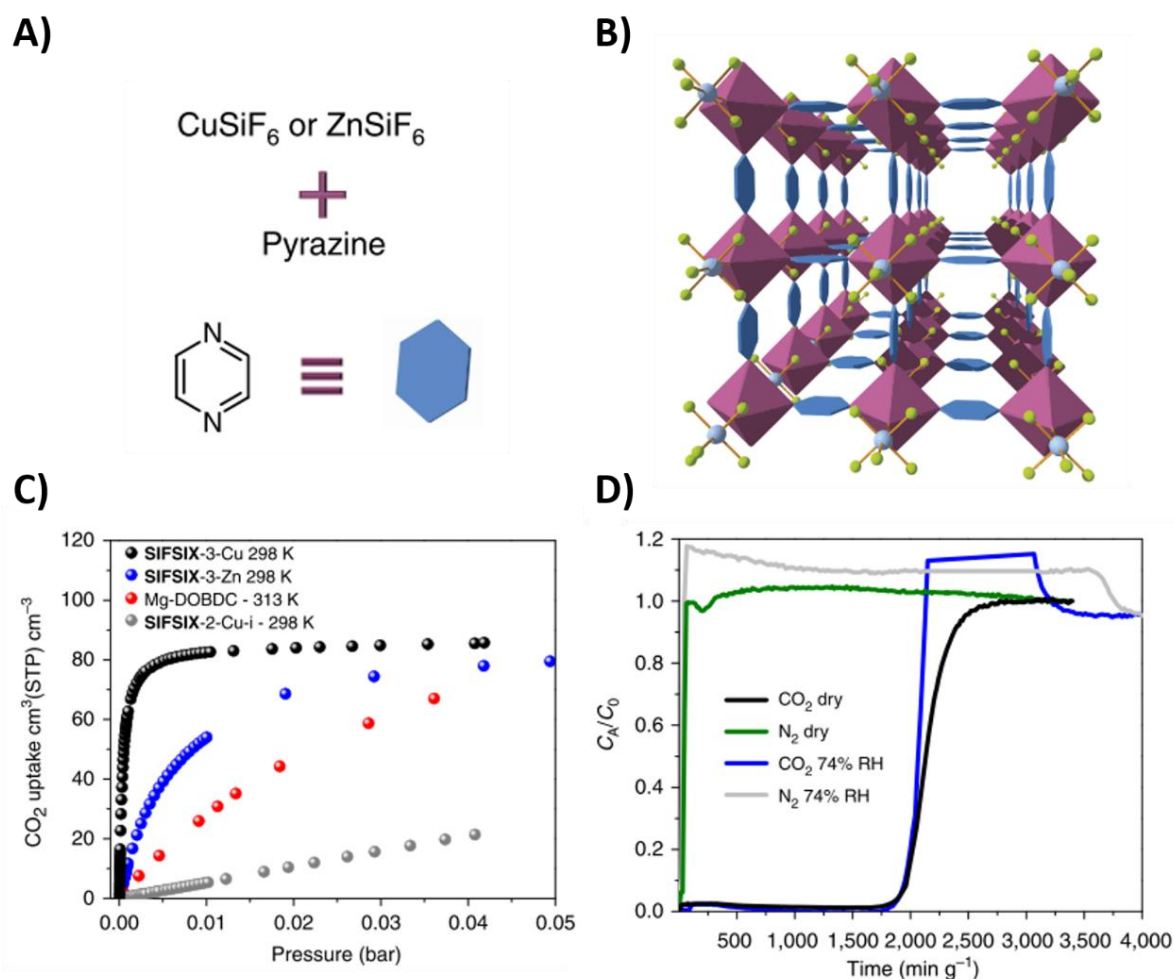 A)
CuSiF6 or ZnSiF6
Pyrazine
N
N
B)
C)
120
100
80
60
40
20
0
CO2 uptake cm3(STP) cm−3
SIFSIX-3-Cu 298 K
SIFSIX-3-Zn 298 K
Mg-DOBDC - 313 K
SIFSIX-2-Cu-i - 298 K
0.00 0.01 0.02 0.03 0.04 0.05
Pressure (bar)
D)
1.2
1.0
0.8
0.6
0.4
0.2
0.0
CA/C0
CO2 dry
N2 dry
CO2 74% RH
N2 74% RH
500 1,000 1,500 2,000 2,500 3,000 3,500 4,000
Time (min g−1)